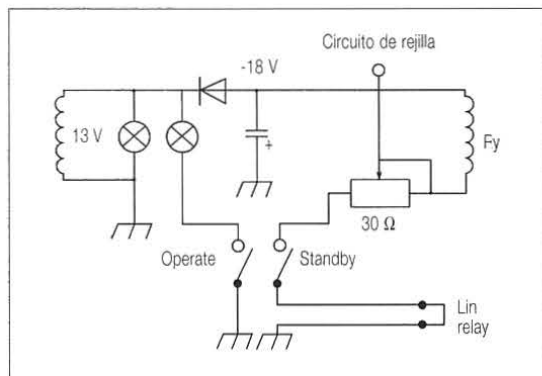 Circuito de rejilla
-18 V
13 V
+
Fy
30 Ω
Operate
Standby
Lin
relay